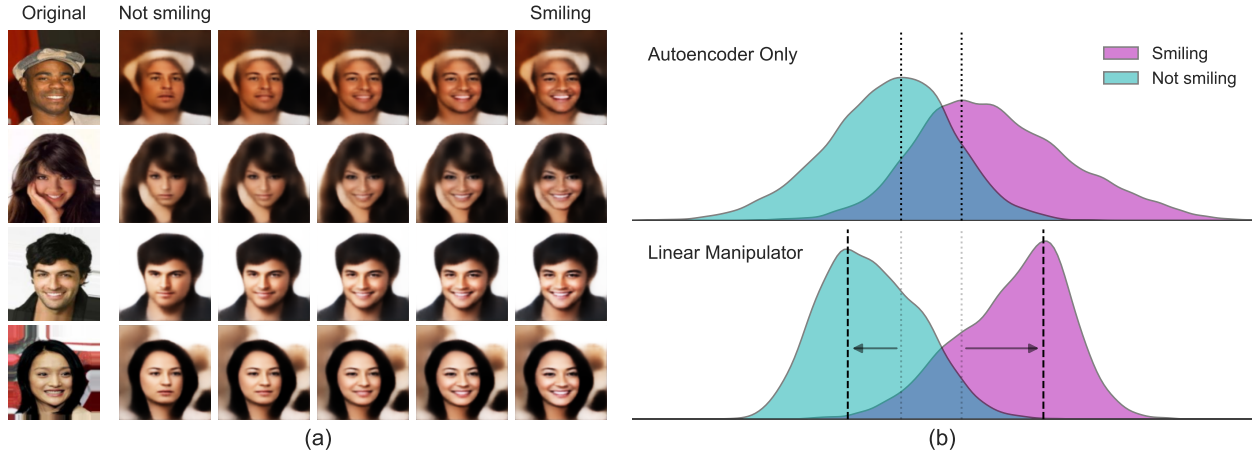 Original
Not smiling
Smiling
(a)
Autoencoder Only
Smiling
Not smiling
Linear Manipulator
(b)